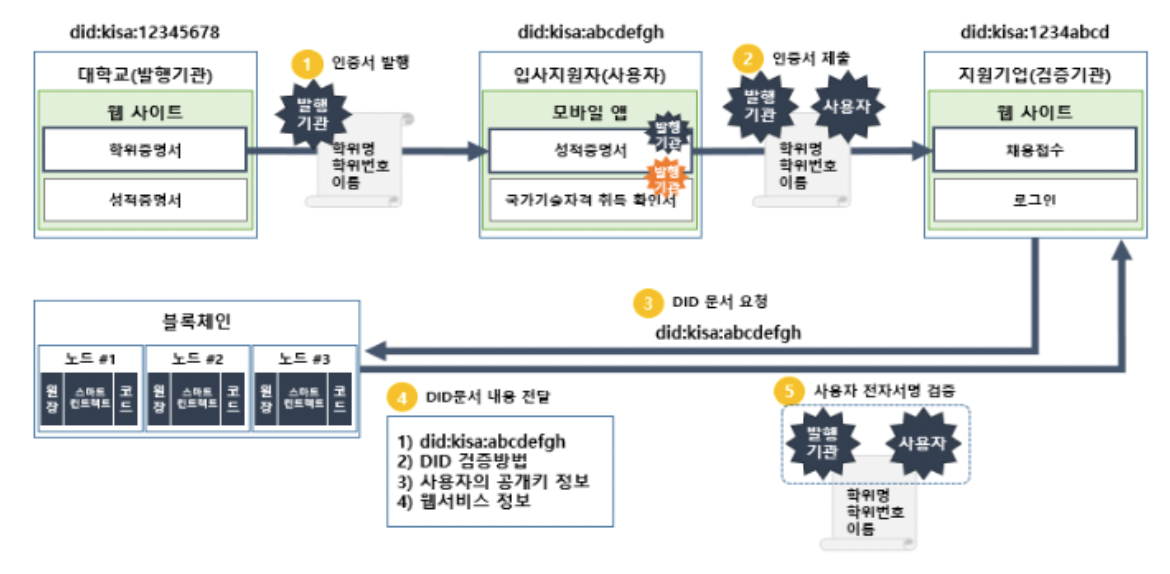 did:kisa:12345678
대학교(발행기관)
웹 사이트
학위증명서
성적증명서
1 인증서 발행
발행
기관
학위명
학위번호
이름
did:kisa:abcdefgh
입사지원자(사용자)
모바일 앱
발행
기관
성적증명서
발행
기관
국가기술자격 취득 확인서
2 인증서 제출
발행
기관
사용자
학위명
학위번호
이름
did:kisa:1234abcd
지원기업(검증기관)
웹 사이트
채용접수
로그인
3 DID 문서 요청
did:kisa:abcdefgh
블록체인
노드 #1
원장
스마트
컨트랙트
코드
노드 #2
원장
스마트
컨트랙트
코드
노드 #3
원장
스마트
컨트랙트
코드
4 DID문서 내용 전달
1) did:kisa:abcdefgh
2) DID 검증방법
3) 사용자의 공개키 정보
4) 웹서비스 정보
5 사용자 전자서명 검증
발행
기관
사용자
학위명
학위번호
이름